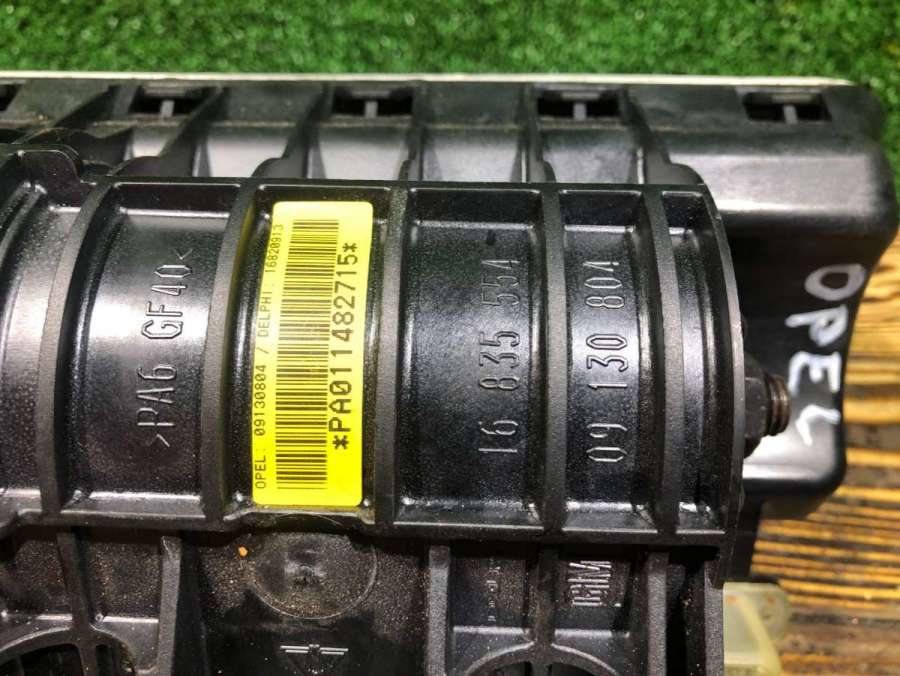 >PA6 GF40<
OPEL: 09130804 / DELPHI: 16820913
*PA011482715*
16 835 554
09 130 804
OPEL
GM